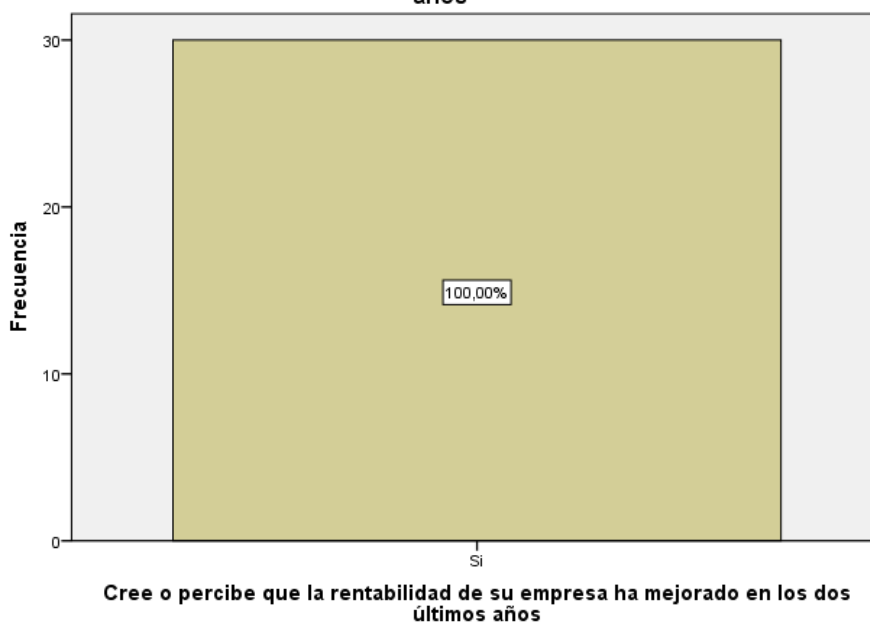 años
30
20
10
0
Frecuencia
100,00%
Si
Cree o percibe que la rentabilidad de su empresa ha mejorado en los dos
últimos años